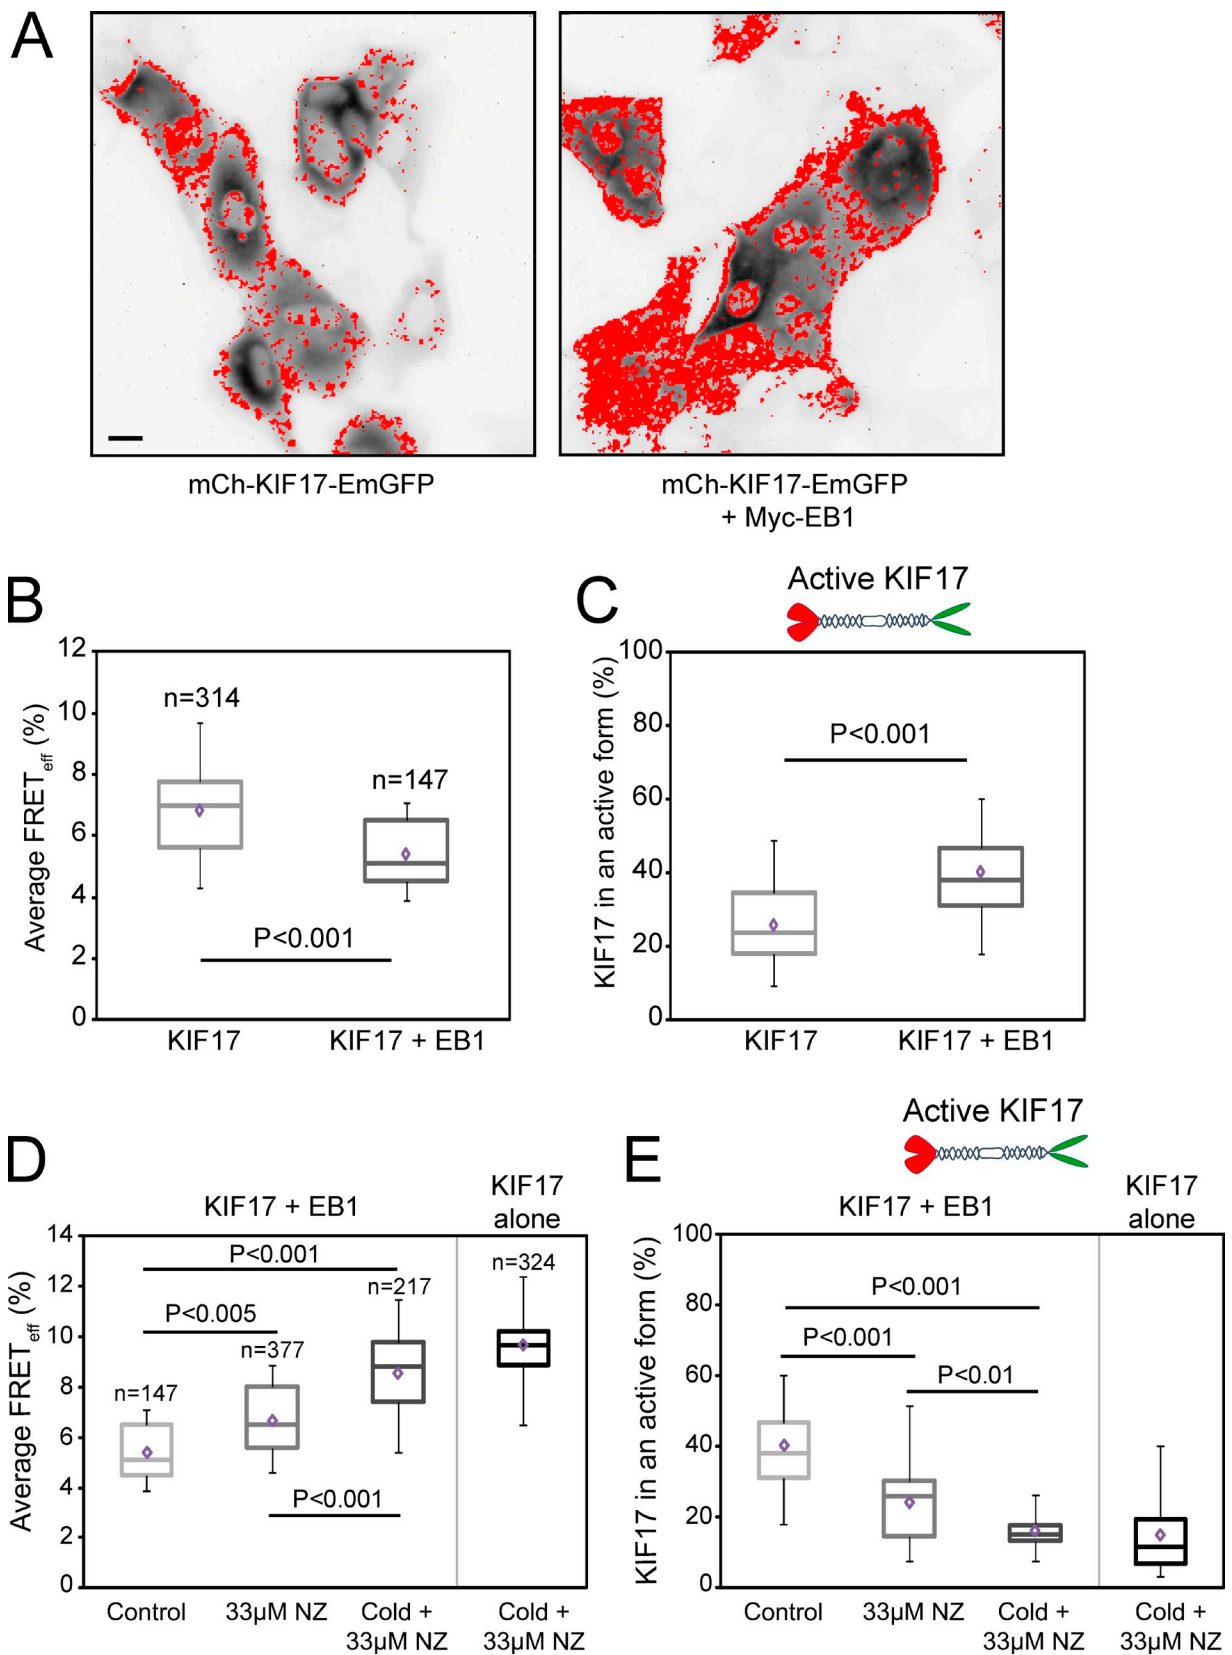 A
mCh-KIF17-EmGFP
mCh-KIF17-EmGFP
+ Myc-EB1
B
Average FRETeff (%)
12
10
8
6
4
2
0
n=314
n=147
P<0.001
KIF17
KIF17 + EB1
C
Active KIF17
KIF17 in an active form (%)
100
80
60
40
20
0
P<0.001
KIF17
KIF17 + EB1
D
KIF17 + EB1
KIF17
alone
Average FRETeff (%)
14
12
10
8
6
4
2
0
P<0.001
n=217
n=324
P<0.005
n=377
n=147
P<0.001
Control
33µM NZ
Cold +
33µM NZ
Cold +
33µM NZ
E
Active KIF17
KIF17 + EB1
KIF17
alone
KIF17 in an active form (%)
100
80
60
40
20
0
P<0.001
P<0.001
P<0.01
Control
33µM NZ
Cold +
33µM NZ
Cold +
33µM NZ